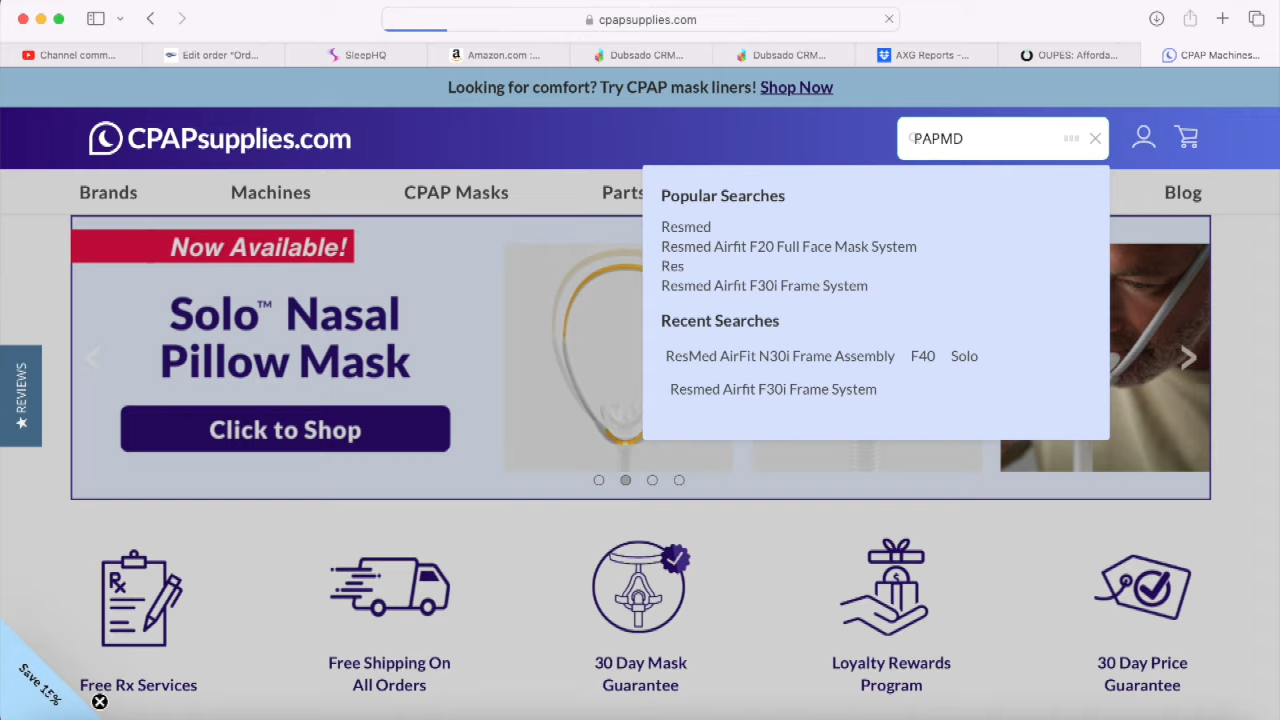 cpapsupplies.com
Channel comm...
Edit order "Ord...
SleepHQ
Amazon.com :...
Dubsado CRM...
Dubsado CRM...
AXG Reports -...
OUPES: Afforda...
CPAP Machines...
Looking for comfort? Try CPAP mask liners! Shop Now
CPAPsupplies.com
PAPMD
Brands
Machines
CPAP Masks
Parts
Blog
Popular Searches
Resmed
Resmed Airfit F20 Full Face Mask System
Res
Resmed Airfit F30i Frame System
Recent Searches
ResMed AirFit N30i Frame Assembly F40 Solo
Resmed Airfit F30i Frame System
Now Available!
Solo™ Nasal
Pillow Mask
Click to Shop
★ REVIEWS
Rx
$
Free Rx Services
Free Shipping On
All Orders
30 Day Mask
Guarantee
Loyalty Rewards
Program
30 Day Price
Guarantee
Save 15%